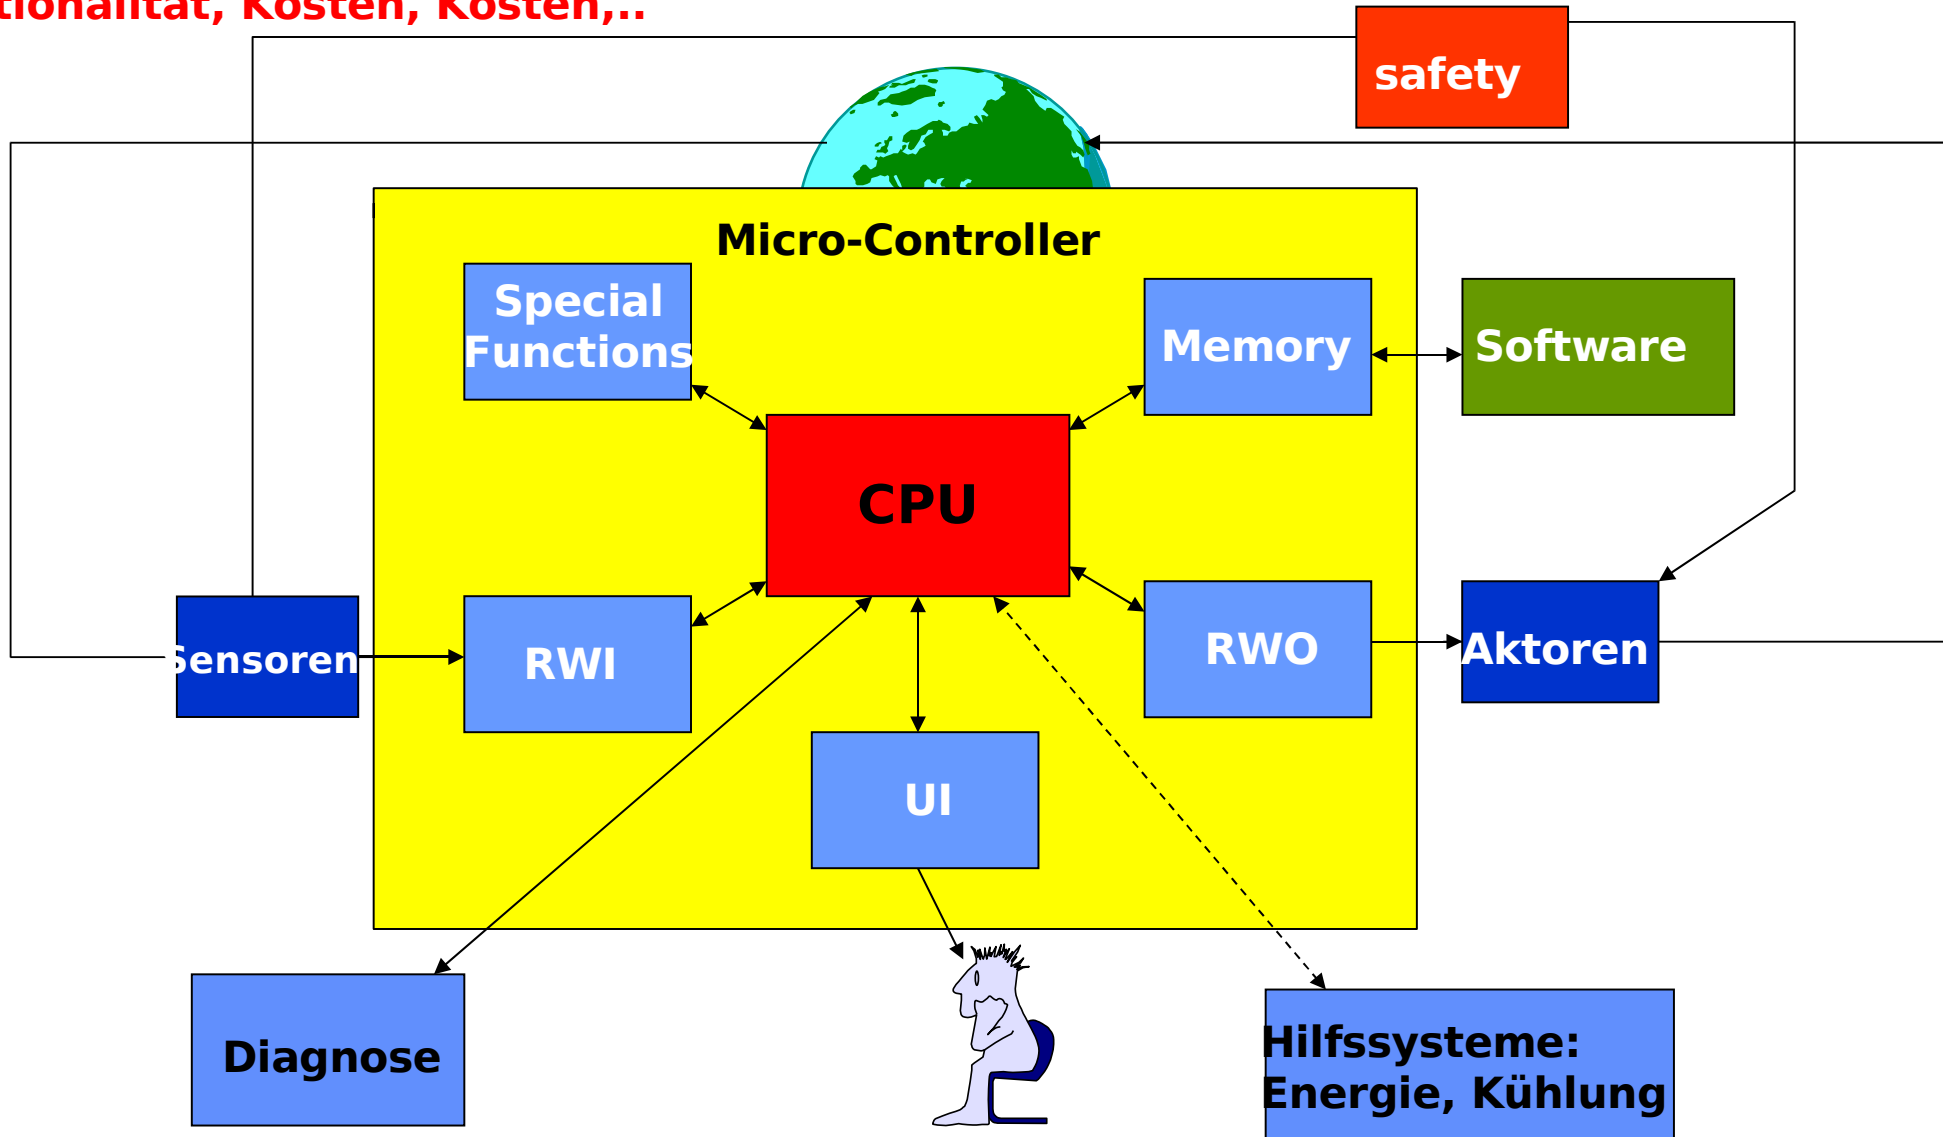 Kosten, Kosten,..
safety
Micro-Controller
Special
Functions
Memory
Software
CPU
Sensoren
RWI
RWO
Aktoren
UI
Diagnose
Hilfssysteme:
Energie, Kühlung